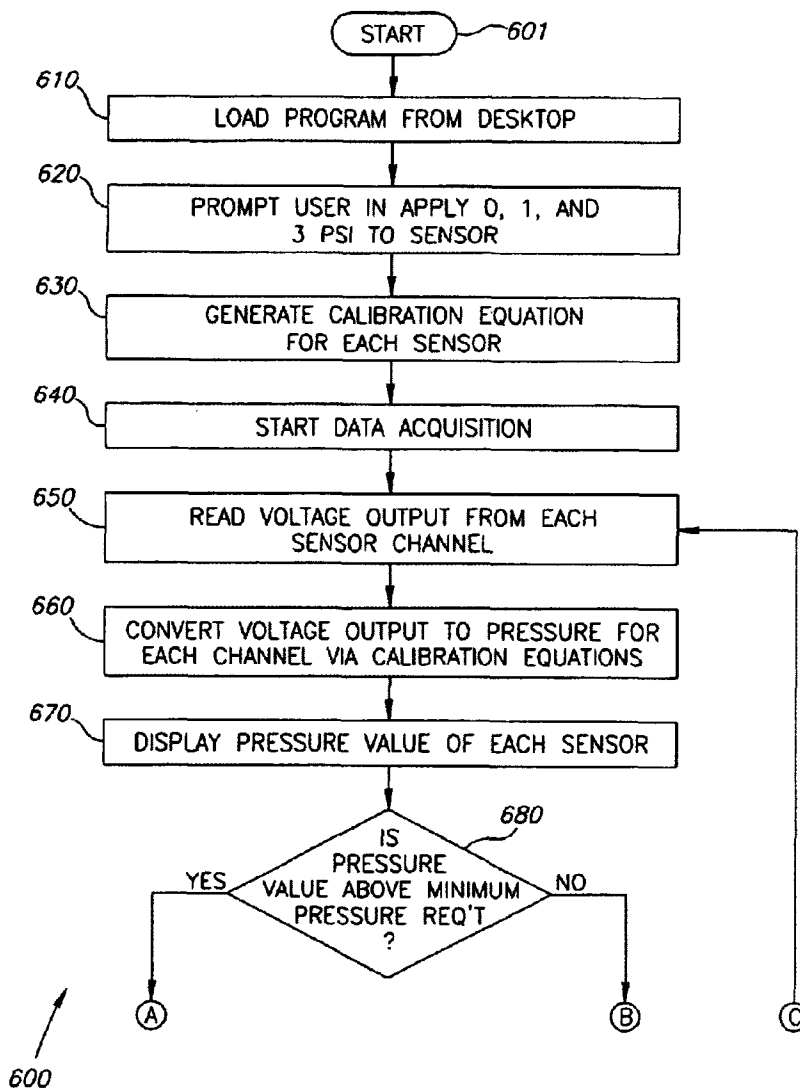 START
601
610
LOAD PROGRAM FROM DESKTOP
620
PROMPT USER IN APPLY 0, 1, AND
3 PSI TO SENSOR
630
GENERATE CALIBRATION EQUATION
FOR EACH SENSOR
640
START DATA ACQUISITION
650
READ VOLTAGE OUTPUT FROM EACH
SENSOR CHANNEL
660
CONVERT VOLTAGE OUTPUT TO PRESSURE FOR
EACH CHANNEL VIA CALIBRATION EQUATIONS
670
DISPLAY PRESSURE VALUE OF EACH SENSOR
680
IS
PRESSURE
VALUE ABOVE MINIMUM
PRESSURE REQ'T
?
YES
NO
A
B
C
600